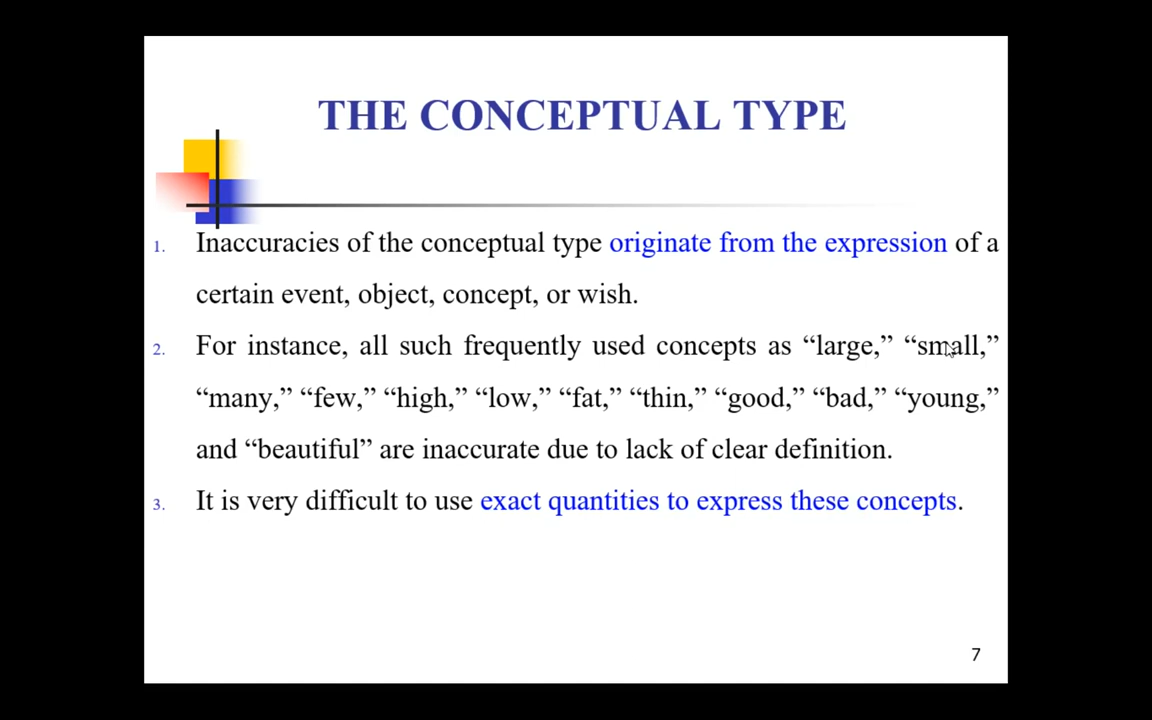 THE CONCEPTUAL TYPE
1. Inaccuracies of the conceptual type originate from the expression of a
certain event, object, concept, or wish.
2. For instance, all such frequently used concepts as “large,” “small,”
“many,” “few,” “high,” “low,” “fat,” “thin,” “good,” “bad,” “young,”
and “beautiful” are inaccurate due to lack of clear definition.
3. It is very difficult to use exact quantities to express these concepts.
7